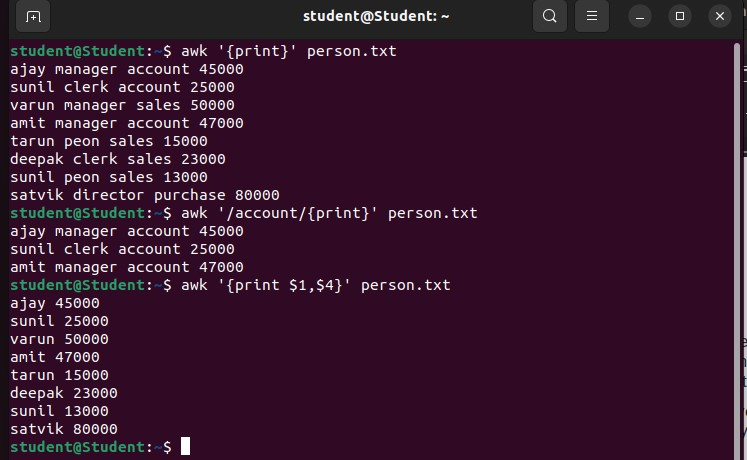 student@Student: ~
student@Student:~$ awk '{print}' person.txt
ajay manager account 45000
sunil clerk account 25000
varun manager sales 50000
amit manager account 47000
tarun peon sales 15000
deepak clerk sales 23000
sunil peon sales 13000
satvik director purchase 80000
student@Student:~$ awk '/account/{print}' person.txt
ajay manager account 45000
sunil clerk account 25000
amit manager account 47000
student@Student:~$ awk '{print $1,$4}' person.txt
ajay 45000
sunil 25000
varun 50000
amit 47000
tarun 15000
deepak 23000
sunil 13000
satvik 80000
student@Student:~$